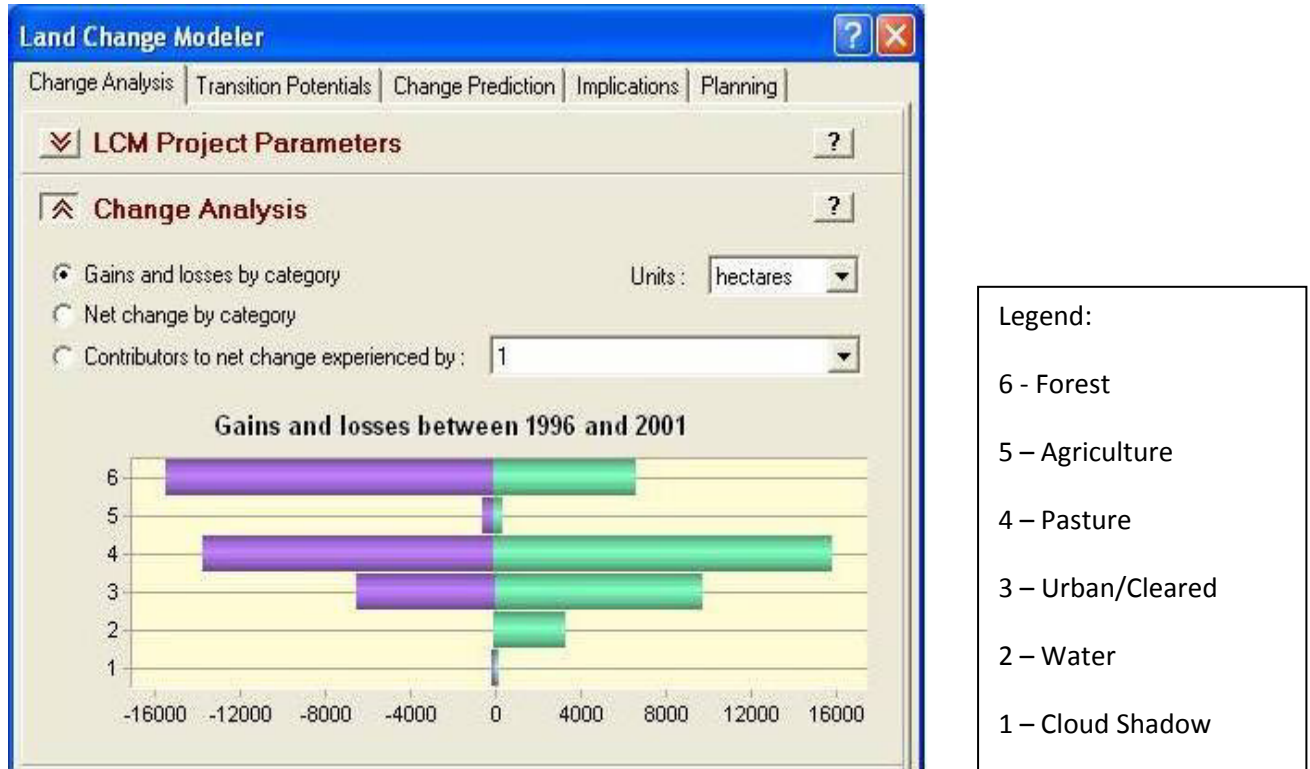 Land Change Modeler
Change Analysis Transition Potentials Change Prediction Implications Planning
LCM Project Parameters ?
Change Analysis ?
Gains and losses by category Units : hectares
Net change by category
Contributors to net change experienced by : 1
Gains and losses between 1996 and 2001
6
5
4
3
2
1
-16000 -12000 -8000 -4000 0 4000 8000 12000 16000
Legend:
6 - Forest
5 – Agriculture
4 – Pasture
3 – Urban/Cleared
2 – Water
1 – Cloud Shadow